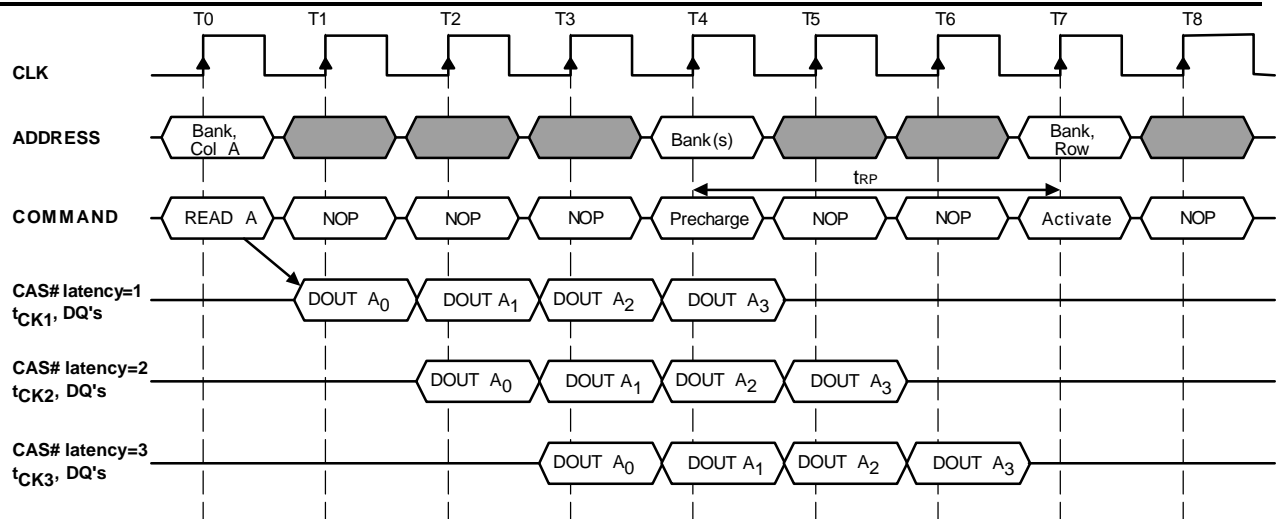 T0 T1 T2 T3 T4 T5 T6 T7 T8
CLK
ADDRESS
Bank,
Col A
Bank(s)
Bank,
Row
tRP
COMMAND READ A NOP NOP NOP Precharge NOP NOP Activate NOP
CAS# latency=1
tCK1, DQ's
DOUT A0 DOUT A1 DOUT A2 DOUT A3
CAS# latency=2
tCK2, DQ's
DOUT A0 DOUT A1 DOUT A2 DOUT A3
CAS# latency=3
tCK3, DQ's
DOUT A0 DOUT A1 DOUT A2 DOUT A3